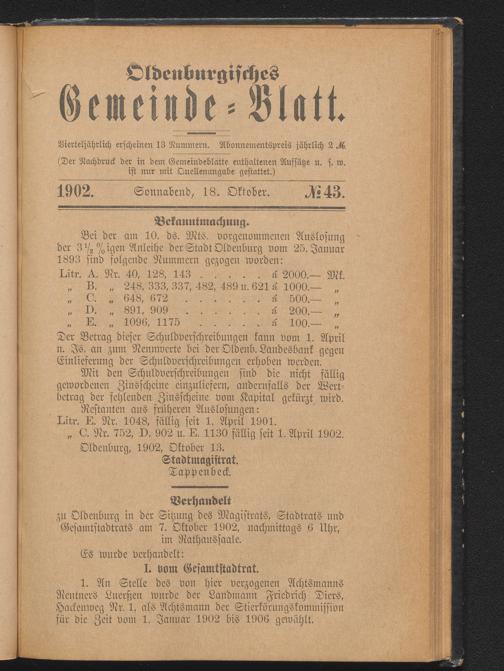 Oldenburgisches
Gemeinde-Blatt.
Vierteljährlich erscheinen 13 Nummern. Abonnementspreis jährlich 2 ℳ
(Der Nachdruck der in dem Gemeindeblatte enthaltenen Aufsätze u. s. w.
ist nur mit Quellenangabe gestattet.)
1902. Sonnabend, 18. Oktober. № 43.
Bekanntmachung.
Bei der am 10. ds. Mts. vorgenommenen Auslosung
der 3½ %igen Anleihe der Stadt Oldenburg vom 25. Januar
1893 sind folgende Nummern gezogen worden:
Litr. A. Nr. 40, 128, 143 . . . . . à 2000.— Mk.
„ B. „ 248, 333, 337, 482, 489 u. 621 à 1000.— „
„ C. „ 648, 672 . . . . . . à 500.— „
„ D. „ 891, 909 . . . . . . à 200.— „
„ E. „ 1096, 1175 . . . . . à 100.— „
Der Betrag dieser Schuldverschreibungen kann vom 1. April
n. Js. an zum Nennwerte bei der Oldenb. Landesbank gegen
Einlieferung der Schuldverschreibungen erhoben werden.
Mit den Schuldverschreibungen sind die nicht fällig
gewordenen Zinsscheine einzuliefern, andernfalls der Wert-
betrag der fehlenden Zinsscheine vom Kapital gekürzt wird.
Restanten aus früheren Auslosungen:
Litr. E. Nr. 1048, fällig seit 1. April 1901.
„ C. Nr. 752, D. 902 u. E. 1130 fällig seit 1. April 1902.
Oldenburg, 1902, Oktober 13.
Stadtmagistrat.
Tappenbeck.
Verhandelt
zu Oldenburg in der Sitzung des Magistrats, Stadtrats und
Gesamtstadtrats am 7. Oktober 1902, nachmittags 6 Uhr,
im Rathaussaale.
Es wurde verhandelt:
I. vom Gesamtstadtrat.
1. An Stelle des von hier verzogenen Achtsmanns
Rentners Luerßen wurde der Landmann Friedrich Diers,
Hackenweg Nr. 1, als Achtsmann der Stierkörungskommission
für die Zeit vom 1. Januar 1902 bis 1906 gewählt.